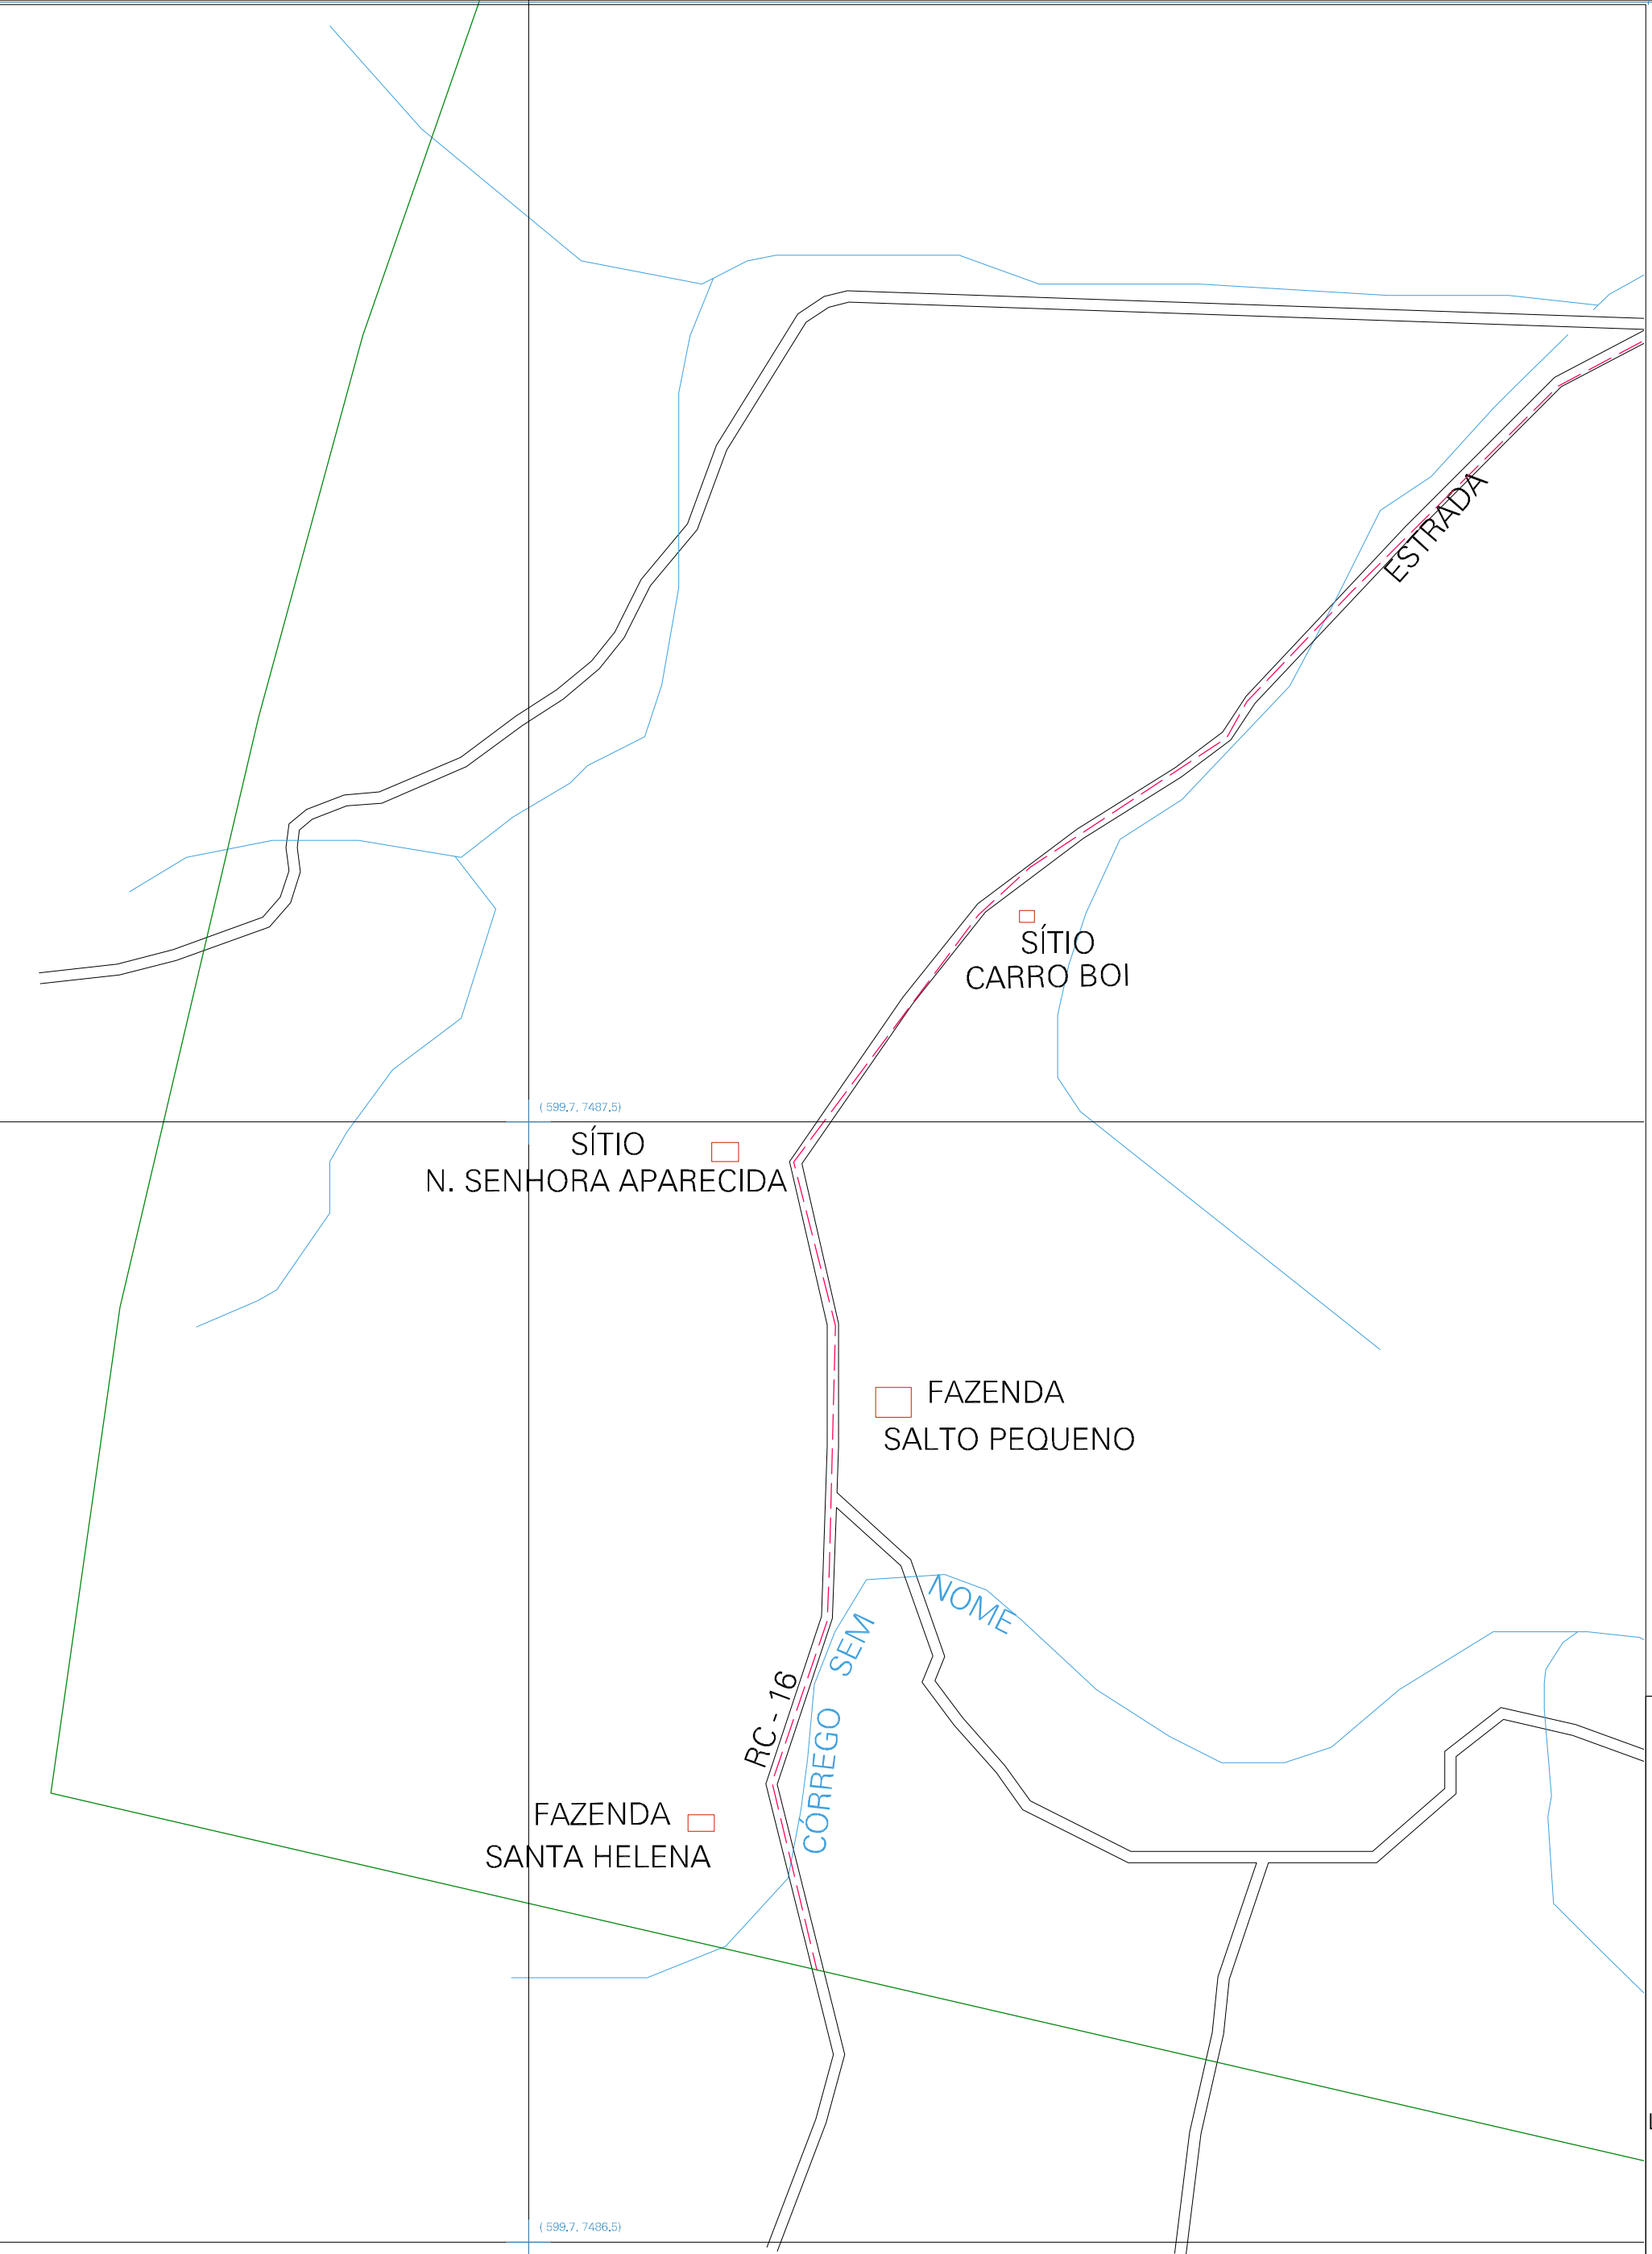 ESTRADA
SÍTIO
CARRO BOI
( 599.7, 7487.5)
SÍTIO
N. SENHORA APARECIDA
FAZENDA
SALTO PEQUENO
NOME
SEM
RC - 16
CÓRREGO
FAZENDA
SANTA HELENA
( 599.7, 7486.5)